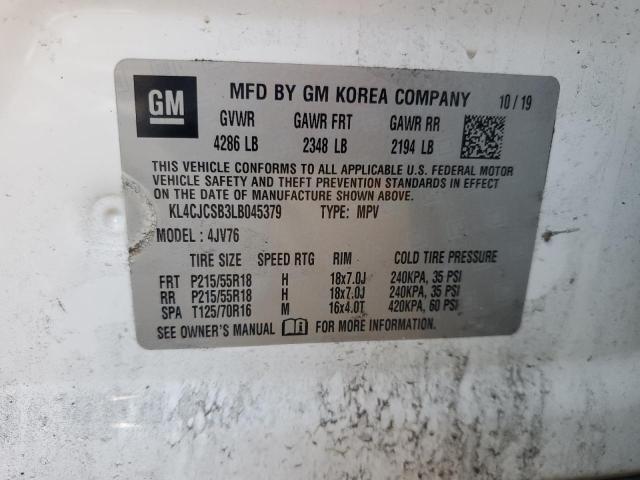 GM
MFD BY GM KOREA COMPANY 10/19
GVWR GAWR FRT GAWR RR
4286 LB 2348 LB 2194 LB
THIS VEHICLE CONFORMS TO ALL APPLICABLE U.S. FEDERAL MOTOR
VEHICLE SAFETY AND THEFT PREVENTION STANDARDS IN EFFECT
ON THE DATE OF MANUFACTURE SHOWN ABOVE.
KL4CJCSB3LB045379 TYPE: MPV
MODEL: 4JV76
TIRE SIZE SPEED RTG RIM COLD TIRE PRESSURE
FRT P215/55R18 H 18x7.0J 240KPA, 35 PSI
RR P215/55R18 H 18x7.0J 240KPA, 35 PSI
SPA T125/70R16 M 16x4.0T 420KPA, 60 PSI
SEE OWNER'S MANUAL FOR MORE INFORMATION.